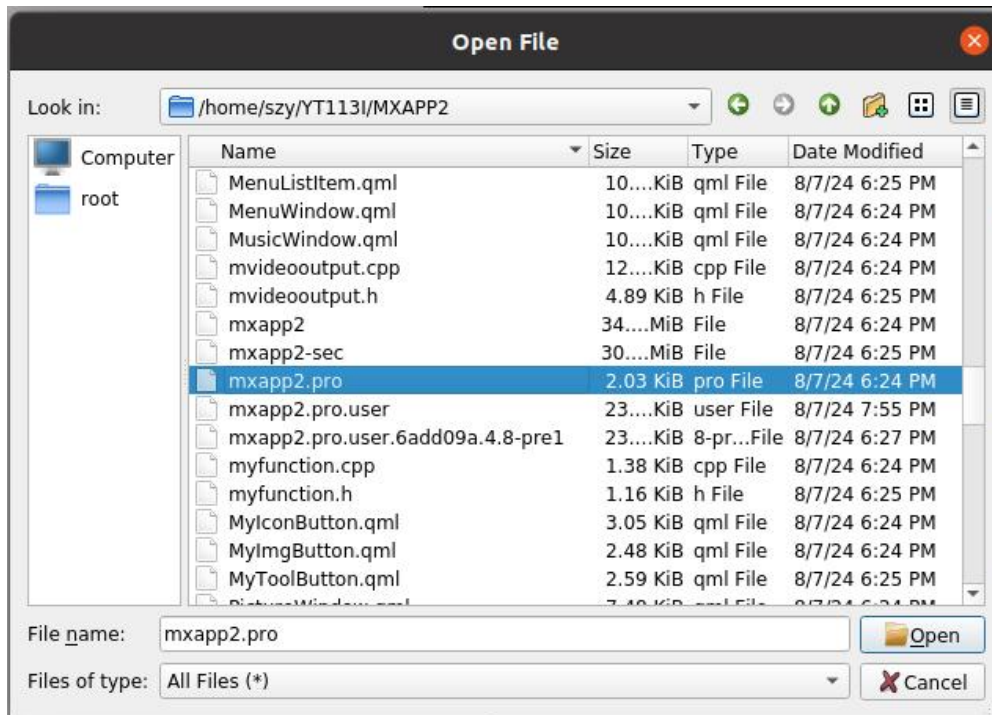 Open File
Look in: /home/szy/YT113I/MXAPP2
Computer
root
Name Size Type Date Modified
MenuListItem.qml 10....KiB qml File 8/7/24 6:25 PM
MenuWindow.qml 10....KiB qml File 8/7/24 6:24 PM
MusicWindow.qml 10....KiB qml File 8/7/24 6:24 PM
mvideooutput.cpp 12....KiB cpp File 8/7/24 6:24 PM
mvideooutput.h 4.89 KiB h File 8/7/24 6:25 PM
mxapp2 34....MiB File 8/7/24 6:24 PM
mxapp2-sec 30....MiB File 8/7/24 6:25 PM
mxapp2.pro 2.03 KiB pro File 8/7/24 6:24 PM
mxapp2.pro.user 23....KiB user File 8/7/24 7:55 PM
mxapp2.pro.user.6add09a.4.8-pre1 23....KiB 8-pr...File 8/7/24 6:27 PM
myfunction.cpp 1.38 KiB cpp File 8/7/24 6:24 PM
myfunction.h 1.16 KiB h File 8/7/24 6:25 PM
MyIconButton.qml 3.05 KiB qml File 8/7/24 6:24 PM
MyImgButton.qml 2.48 KiB qml File 8/7/24 6:24 PM
MyToolButton.qml 2.59 KiB qml File 8/7/24 6:25 PM
File name: mxapp2.pro Open
Files of type: All Files (*) Cancel